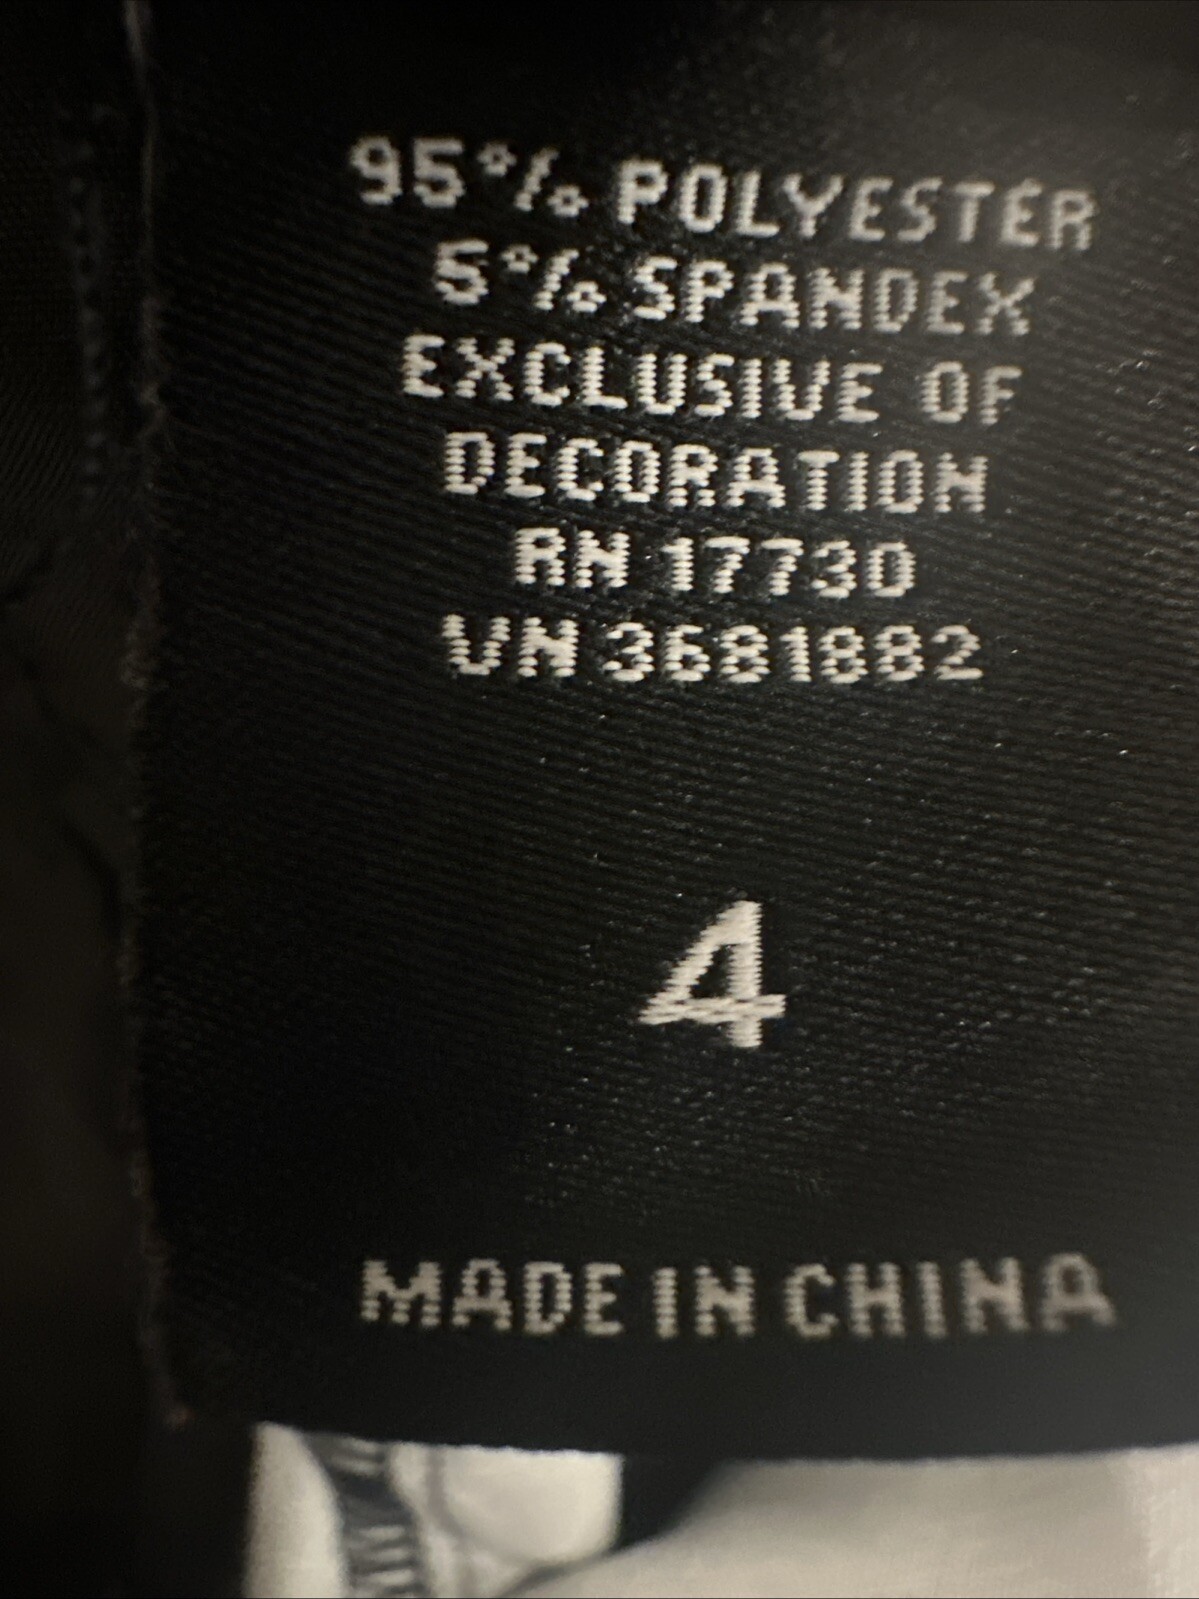 95% POLYESTER
5% SPANDEX
EXCLUSIVE OF
DECORATION
RN 17730
VN 3681882
4
MADE IN CHINA